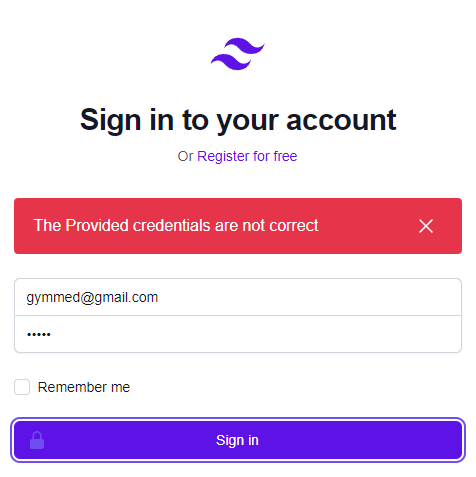 Sign in to your account
Or Register for free
The Provided credentials are not correct
gymmed@gmail.com
•••••
Remember me
Sign in